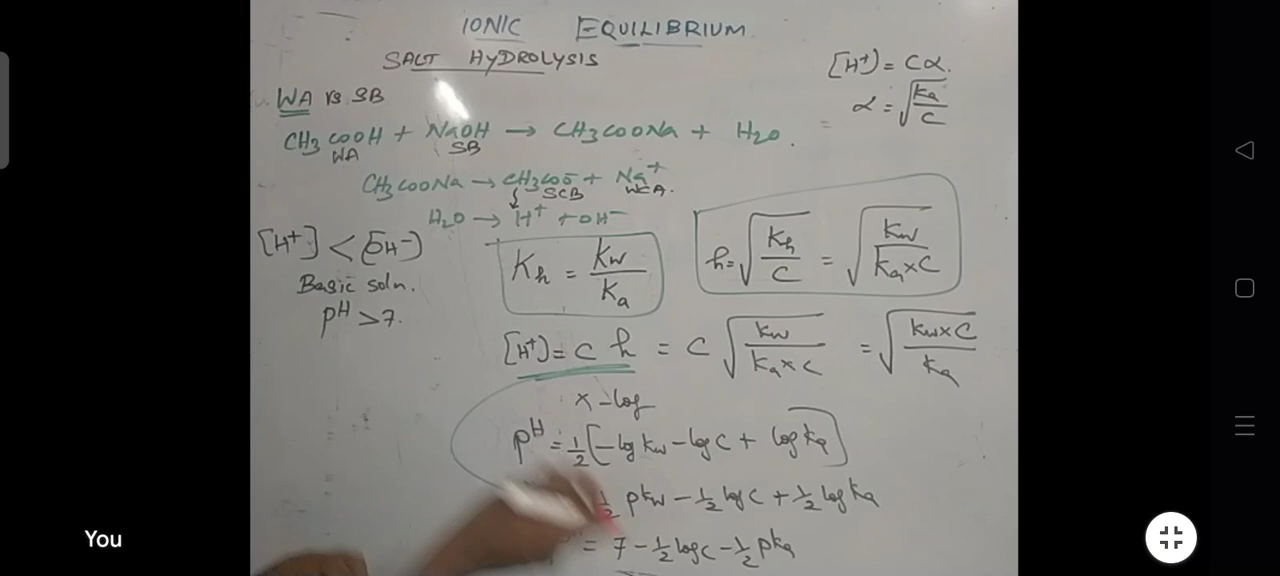 IONIC EQUILIBRIUM
SALT HYDROLYSIS
[H⁺) = Cα.
α = √(Ka/C)
WA vs SB
CH₃COOH + NaOH → CH₃COONa + H₂O.
WA SB
CH₃COONa → CH₃COO⁻ + Na⁺
SCB WCA.
H₂O → H⁺ + OH⁻
[H⁺] < [OH⁻)
Basic soln.
pH > 7.
Kh = Kw/Ka
h = √(Kh/C) = √(Kw/(Ka×C))
[H⁺) = C h = C √(Kw/(Ka×C)) = √(Kw×C/Ka)
× -log
pH = ½[-log Kw - log C + log Ka]
½ pKw - ½ log C + ½ log Ka
= 7 - ½ log C - ½ pKa
You